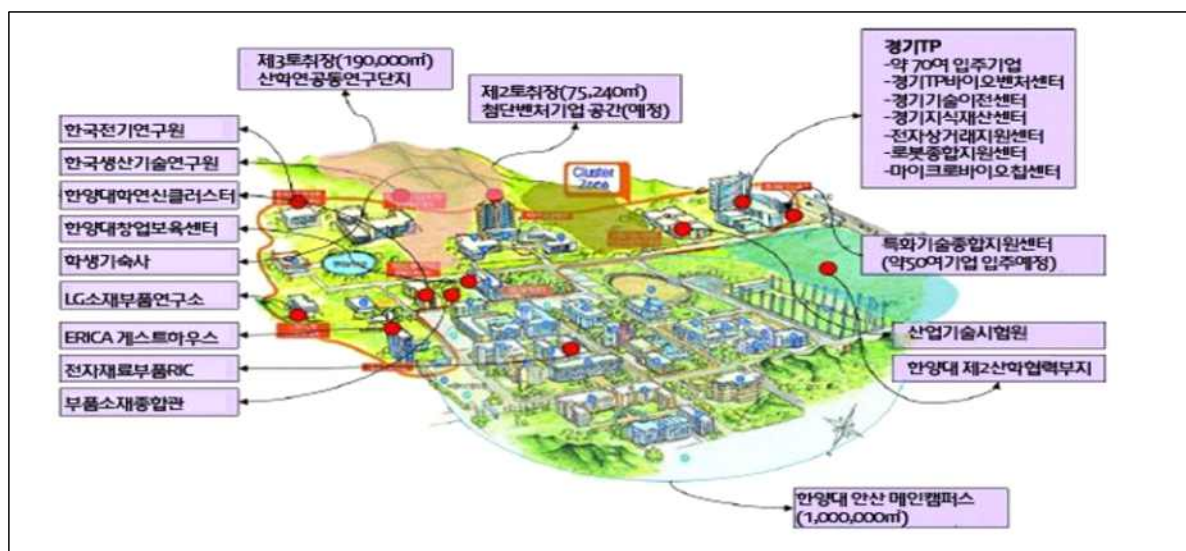 제3토취장(190,000㎡)
산학연공동연구단지
제2토취장(75,240㎡)
첨단벤처기업 공간(예정)
경기TP
-약 70여 입주기업
-경기TP바이오벤처센터
-경기기술이전센터
-경기지식재산센터
-전자상거래지원센터
-로봇종합지원센터
-마이크로바이오칩센터
한국전기연구원
한국생산기술연구원
한양대학연신클러스터
한양대창업보육센터
학생기숙사
LG소재부품연구소
ERICA 게스트하우스
전자재료부품RIC
부품소재종합관
Cluster
Zone
특화기술종합지원센터
(약50여기업 입주예정)
산업기술시험원
한양대 제2산학협력부지
한양대 안산 메인캠퍼스
(1,000,000㎡)